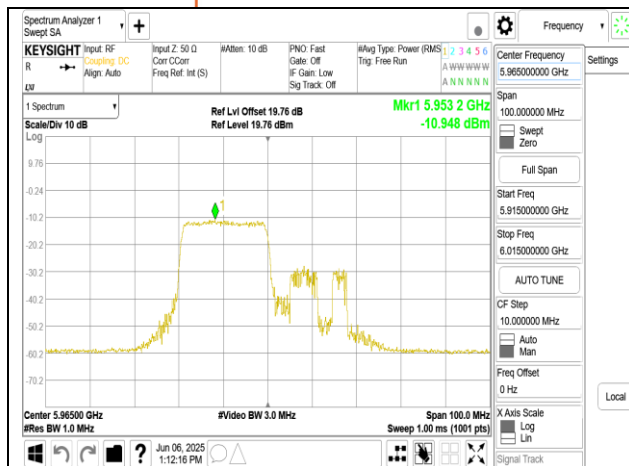 Spectrum Analyzer 1
Swept SA
Frequency
KEYSIGHT
R
Input: RF
Coupling: DC
Align: Auto
Input Z: 50 Ω
Corr CCorr
Freq Ref: Int (S)
#Atten: 10 dB
PNO: Fast
Gate: Off
IF Gain: Low
Sig Track: Off
#Avg Type: Power (RMS
Trig: Free Run
1 2 3 4 5 6
A W W W W W
A N N N N N
1 Spectrum
Scale/Div 10 dB
Log
Ref Lvl Offset 19.76 dB
Ref Level 19.76 dBm
Mkr1 5.953 2 GHz
-10.948 dBm
9.76
-0.24
-10.2
-20.2
-30.2
-40.2
-50.2
-60.2
-70.2
1
Center 5.96500 GHz
#Res BW 1.0 MHz
#Video BW 3.0 MHz
Span 100.0 MHz
Sweep 1.00 ms (1001 pts)
Center Frequency
5.965000000 GHz
Span
100.000000 MHz
Swept
Zero
Full Span
Start Freq
5.915000000 GHz
Stop Freq
6.015000000 GHz
AUTO TUNE
CF Step
10.000000 MHz
Auto
Man
Freq Offset
0 Hz
X Axis Scale
Log
Lin
Signal Track
Settings
Local
?
Jun 06, 2025
1:12:16 PM